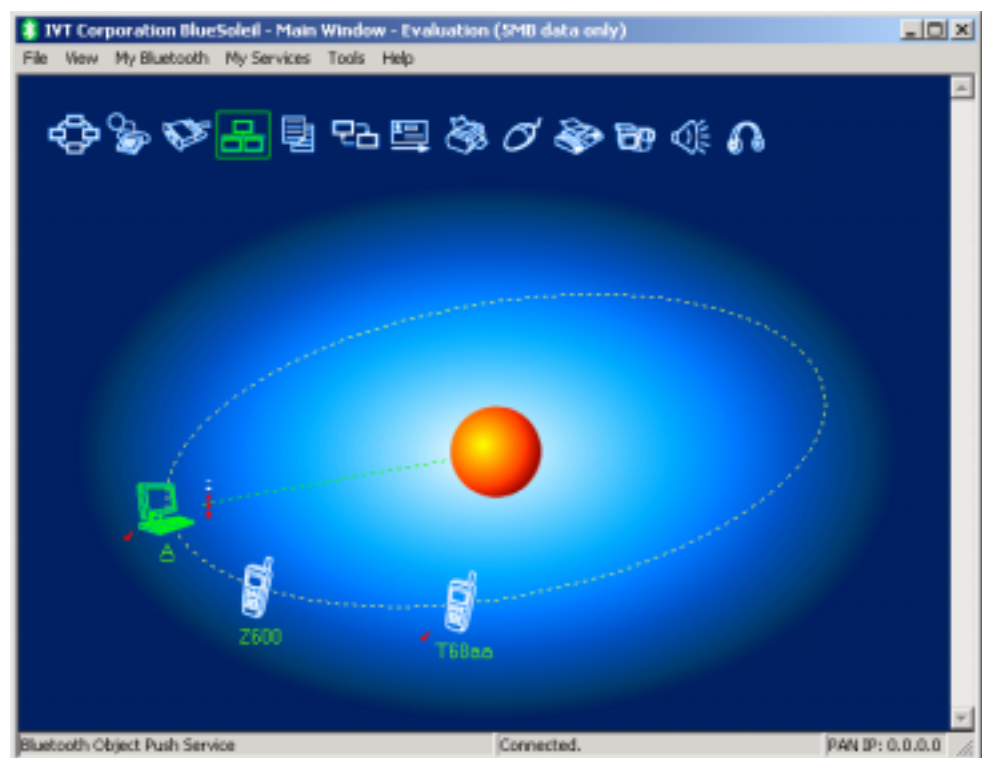 IVT Corporation BlueSoleil - Main Window - Evaluation (5MB data only)
File View My Bluetooth My Services Tools Help
A
Z600
T68aa
Bluetooth Object Push Service Connected. PAN IP: 0.0.0.0